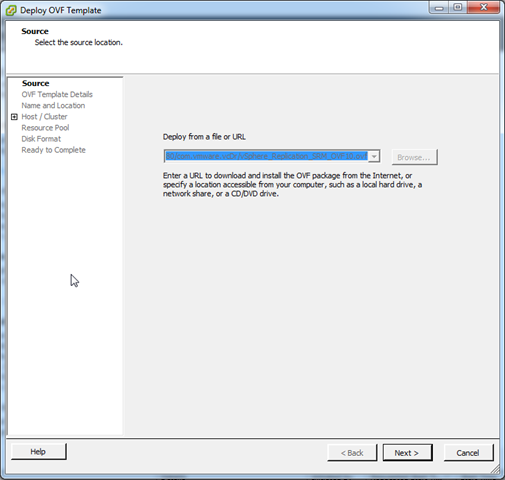 Deploy OVF Template
Source
Select the source location.
Source
OVF Template Details
Name and Location
Host / Cluster
Resource Pool
Disk Format
Ready to Complete
Deploy from a file or URL
Browse...
Enter a URL to download and install the OVF package from the Internet, or
specify a location accessible from your computer, such as a local hard drive, a
network share, or a CD/DVD drive.
Help
< Back
Next >
Cancel